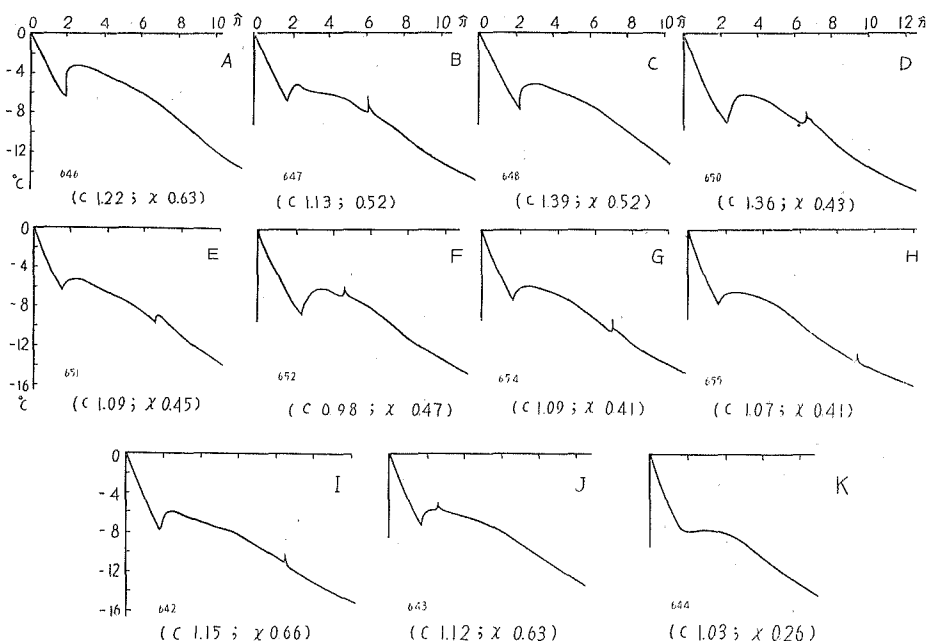 0 2 4 6 8 10 分 0 2 4 6 8 10 分 0 2 4 6 8 10 0 2 4 6 8 10 12 分
0
-4
-8
-12
℃
A
B
C
D
646
647
648
650
(C 1.22 ; χ 0.63)
(C 1.13 ; 0.52)
(C 1.39 ; χ 0.52)
(C 1.36 ; χ 0.43)
0
-4
-8
-12
-16
℃
E
F
G
H
651
652
654
655
(C 1.09 ; χ 0.45)
(C 0.98 ; χ 0.47)
(C 1.09 ; χ 0.41)
(C 1.07 ; χ 0.41)
0
-4
-8
-12
-16
I
J
K
642
643
644
(C 1.15 ; χ 0.66)
(C 1.12 ; χ 0.63)
(C 1.03 ; χ 0.26)